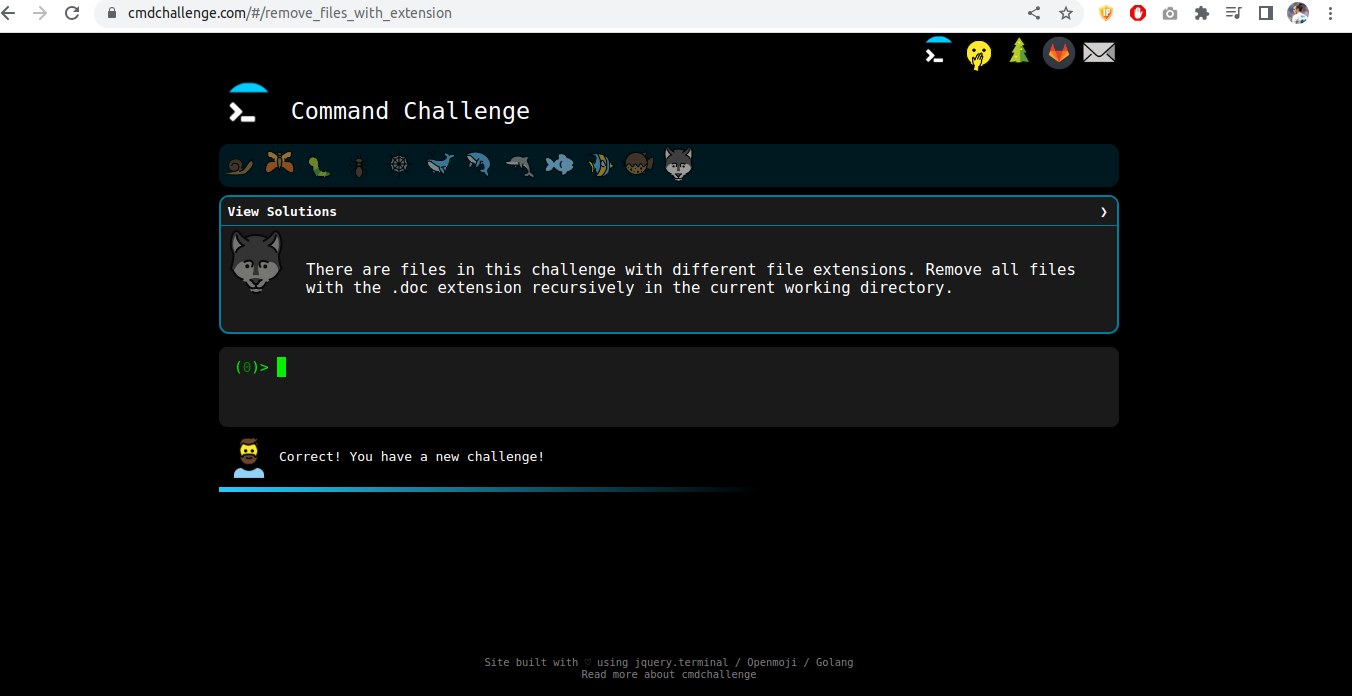 cmdchallenge.com/#/remove_files_with_extension
Command Challenge
View Solutions ❯
There are files in this challenge with different file extensions. Remove all files
with the .doc extension recursively in the current working directory.
(0)>
Correct! You have a new challenge!
Site built with ♡ using jquery.terminal / Openmoji / Golang
Read more about cmdchallenge